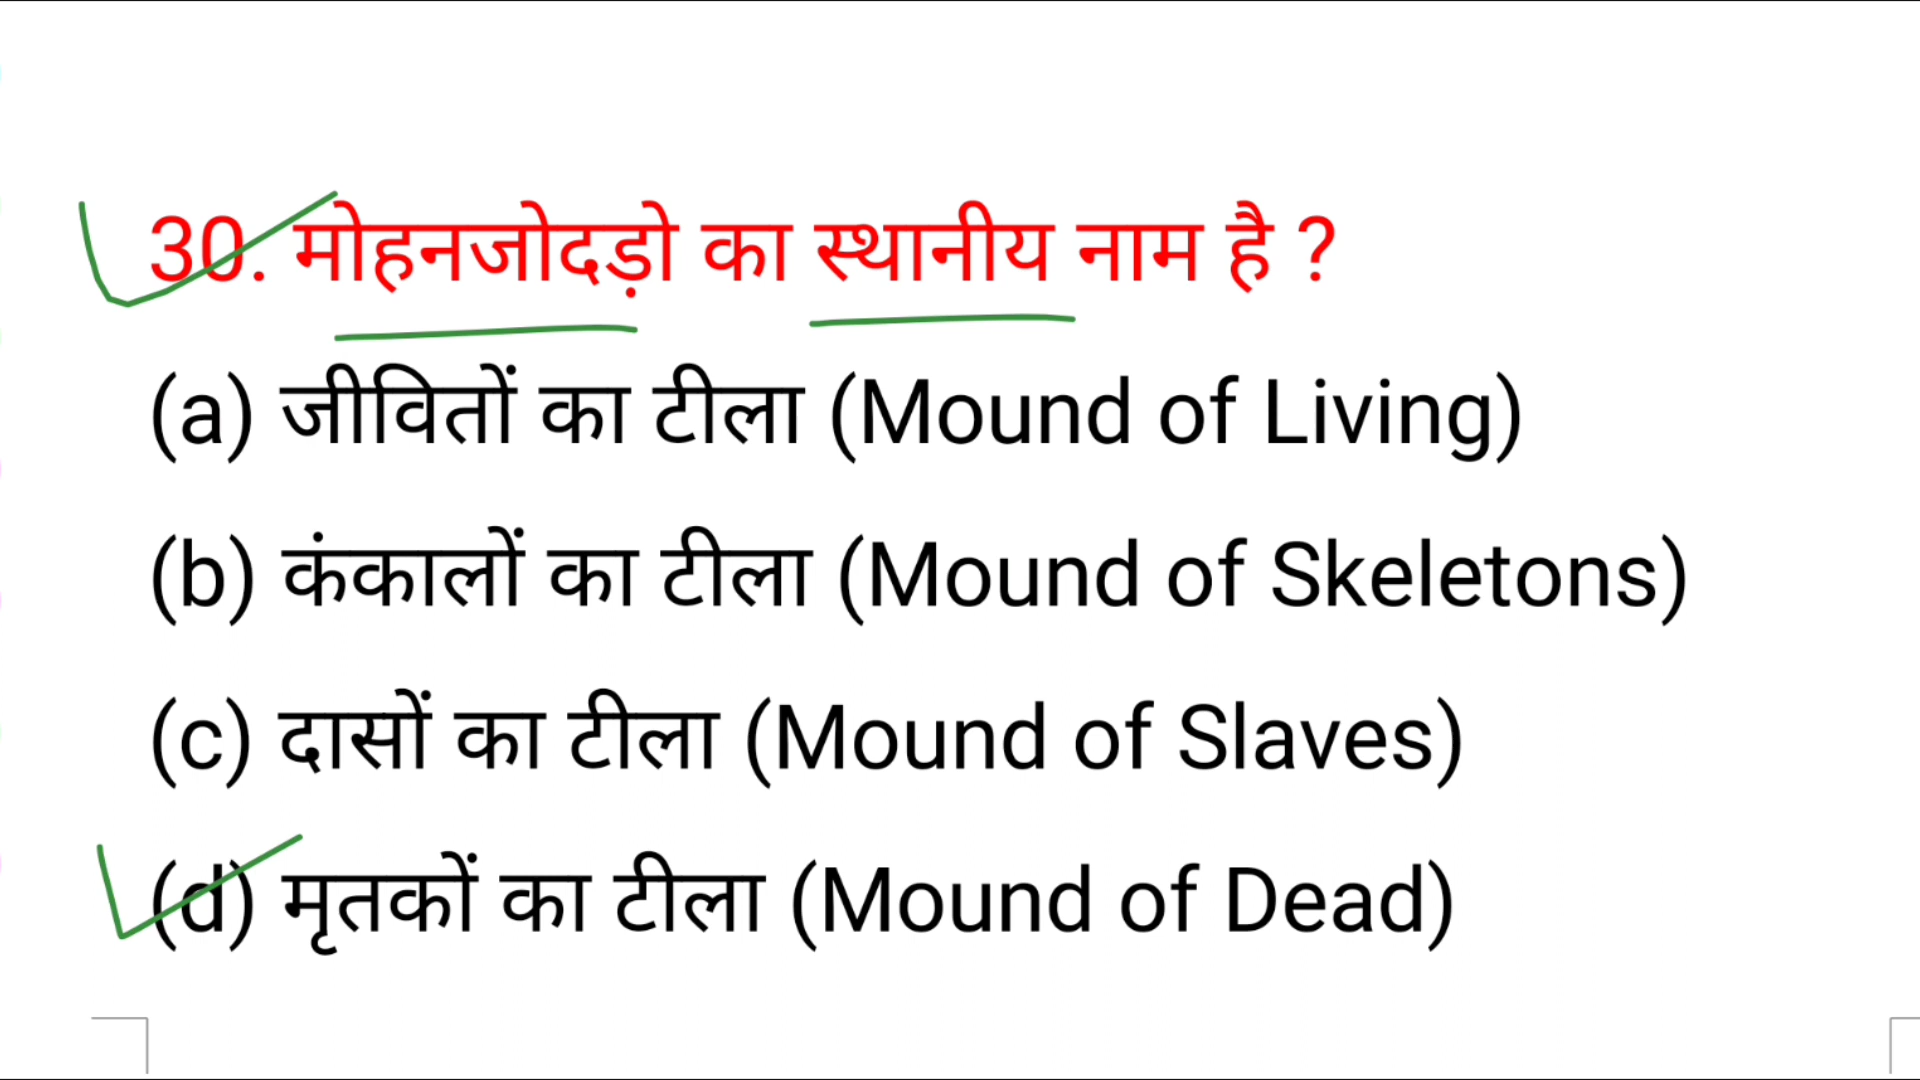 30. मोहनजोदड़ो का स्थानीय नाम है ?
(a) जीवितों का टीला (Mound of Living)
(b) कंकालों का टीला (Mound of Skeletons)
(c) दासों का टीला (Mound of Slaves)
(d) मृतकों का टीला (Mound of Dead)